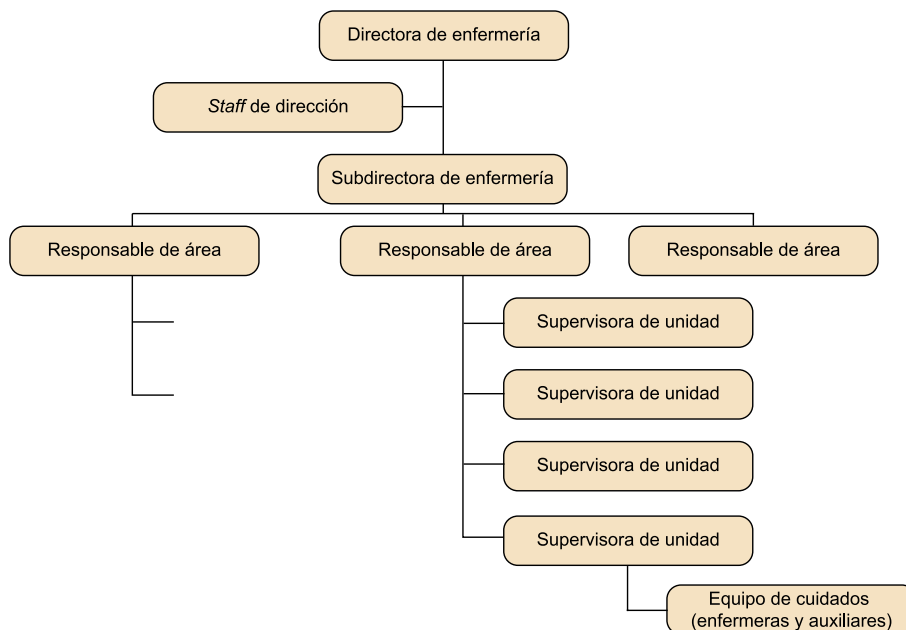 Directora de enfermería
Staff de dirección
Subdirectora de enfermería
Responsable de área
Responsable de área
Responsable de área
Supervisora de unidad
Supervisora de unidad
Supervisora de unidad
Supervisora de unidad
Equipo de cuidados
(enfermeras y auxiliares)